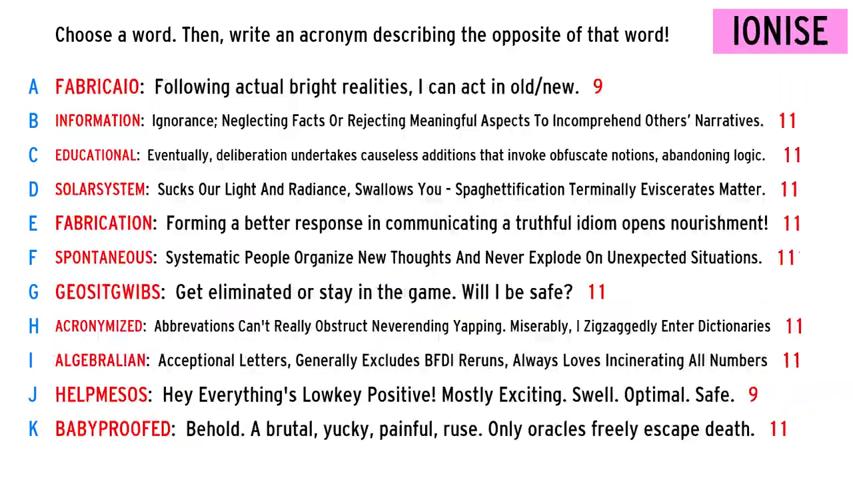 Choose a word. Then, write an acronym describing the opposite of that word!
IONISE
A FABRICAIO: Following actual bright realities, I can act in old/new. 9
B INFORMATION: Ignorance; Neglecting Facts Or Rejecting Meaningful Aspects To Incomprehend Others' Narratives. 11
C EDUCATIONAL: Eventually, deliberation undertakes causeless additions that invoke obfuscate notions, abandoning logic. 11
D SOLARSYSTEM: Sucks Our Light And Radiance, Swallows You - Spaghettification Terminally Eviscerates Matter. 11
E FABRICATION: Forming a better response in communicating a truthful idiom opens nourishment! 11
F SPONTANEOUS: Systematic People Organize New Thoughts And Never Explode On Unexpected Situations. 11
G GEOSITGWIBS: Get eliminated or stay in the game. Will I be safe? 11
H ACRONYMIZED: Abbrevations Can't Really Obstruct Neverending Yapping. Miserably, I Zigzaggedly Enter Dictionaries 11
I ALGEBRALIAN: Acceptional Letters, Generally Excludes BFDI Reruns, Always Loves Incinerating All Numbers 11
J HELPMESOS: Hey Everything's Lowkey Positive! Mostly Exciting. Swell. Optimal. Safe. 9
K BABYPROOFED: Behold. A brutal, yucky, painful, ruse. Only oracles freely escape death. 11